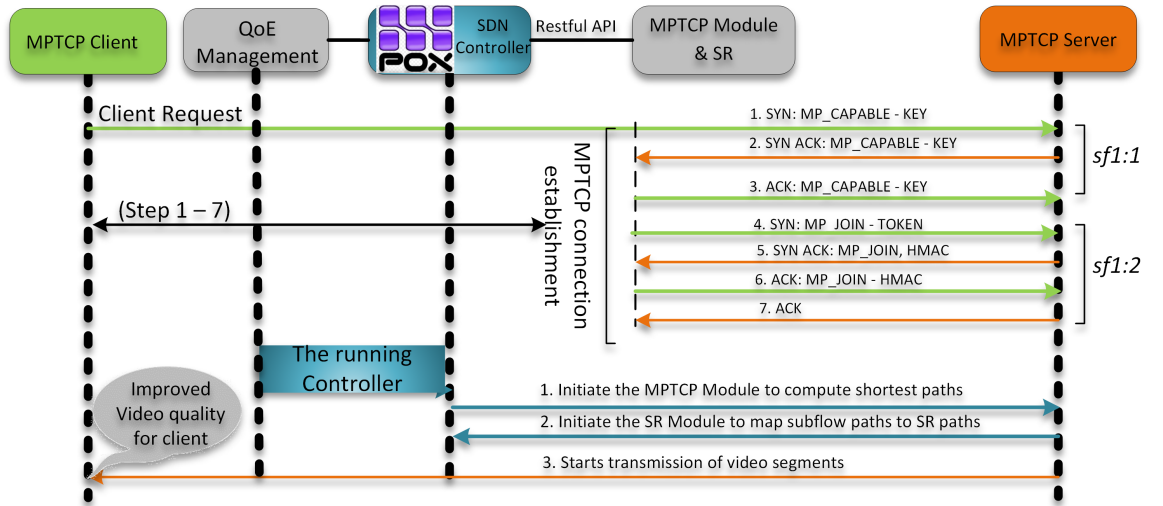 MPTCP Client
QoE
Management
POX
SDN
Controller
Restful API
MPTCP Module
& SR
MPTCP Server
Client Request
1. SYN: MP_CAPABLE - KEY
2. SYN ACK: MP_CAPABLE - KEY
3. ACK: MP_CAPABLE - KEY
sf1:1
(Step 1 – 7)
MPTCP connection
establishment
4. SYN: MP_JOIN - TOKEN
5. SYN ACK: MP_JOIN, HMAC
6. ACK: MP_JOIN - HMAC
7. ACK
sf1:2
The running
Controller
Improved
Video quality
for client
1. Initiate the MPTCP Module to compute shortest paths
2. Initiate the SR Module to map subflow paths to SR paths
3. Starts transmission of video segments